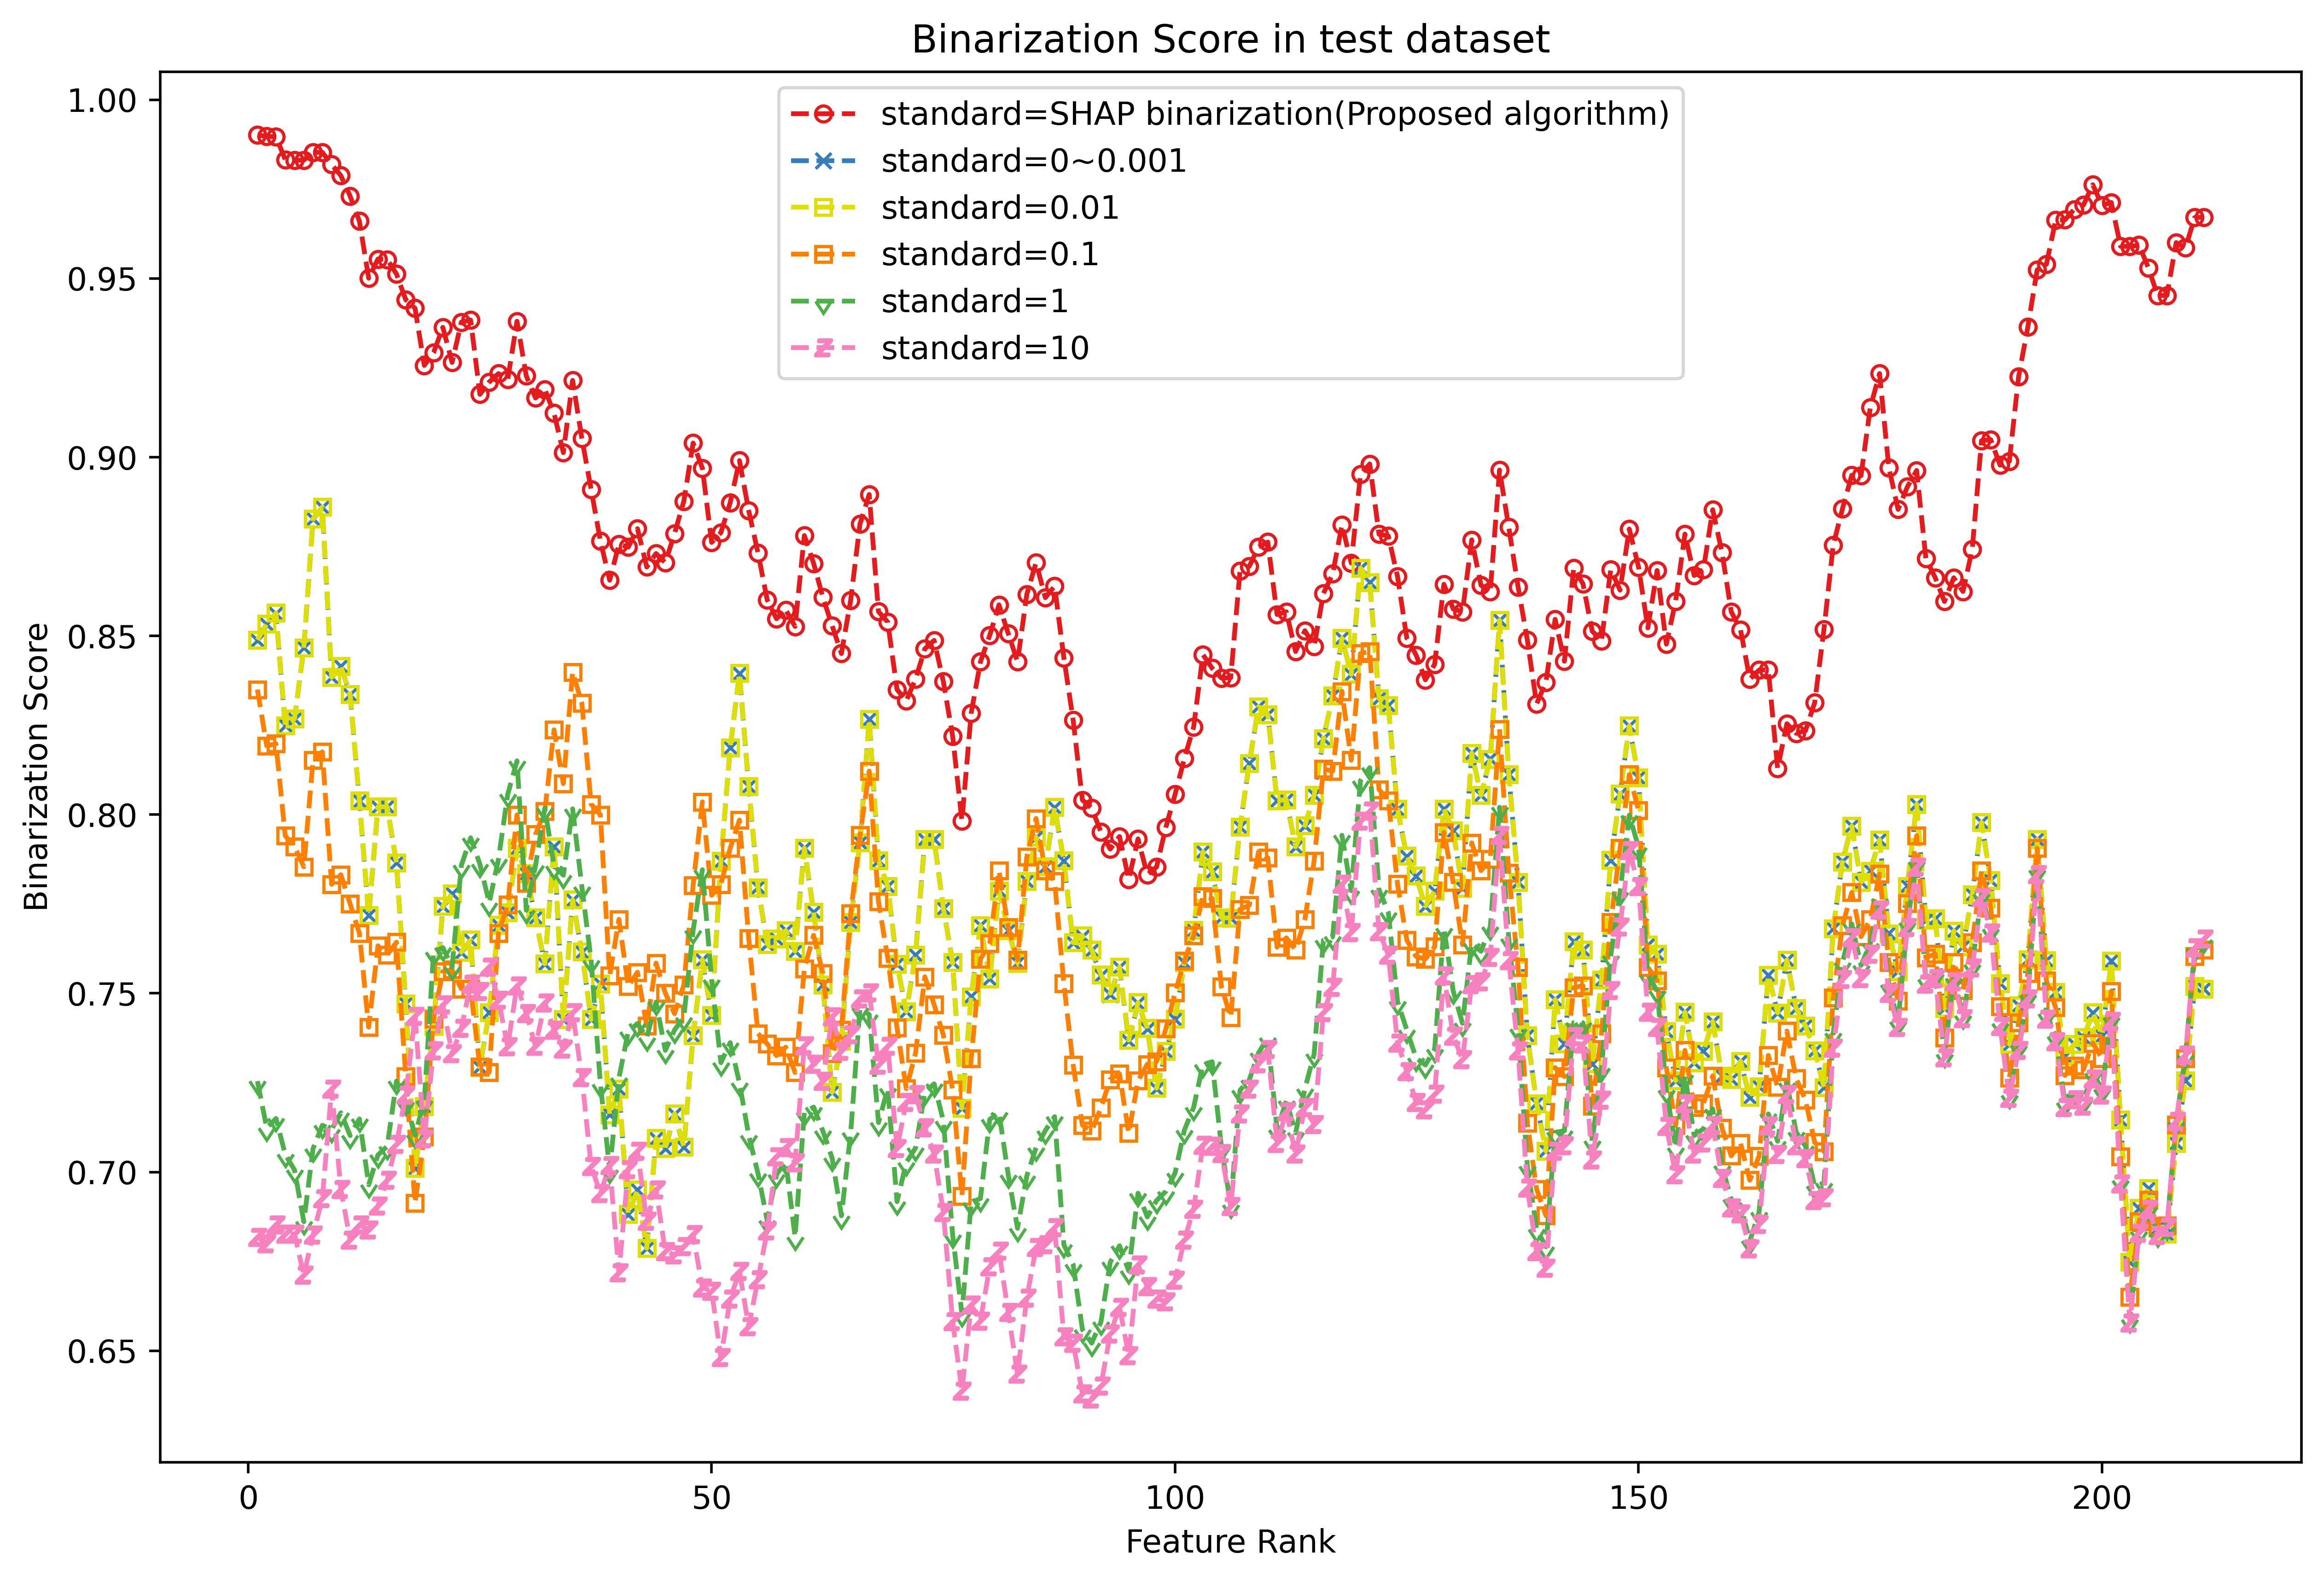 Binarization Score in test dataset
1.00
0.95
0.90
0.85
0.80
0.75
0.70
0.65
Binarization Score
standard=SHAP binarization(Proposed algorithm)
standard=0~0.001
standard=0.01
standard=0.1
standard=1
standard=10
0 50 100 150 200
Feature Rank